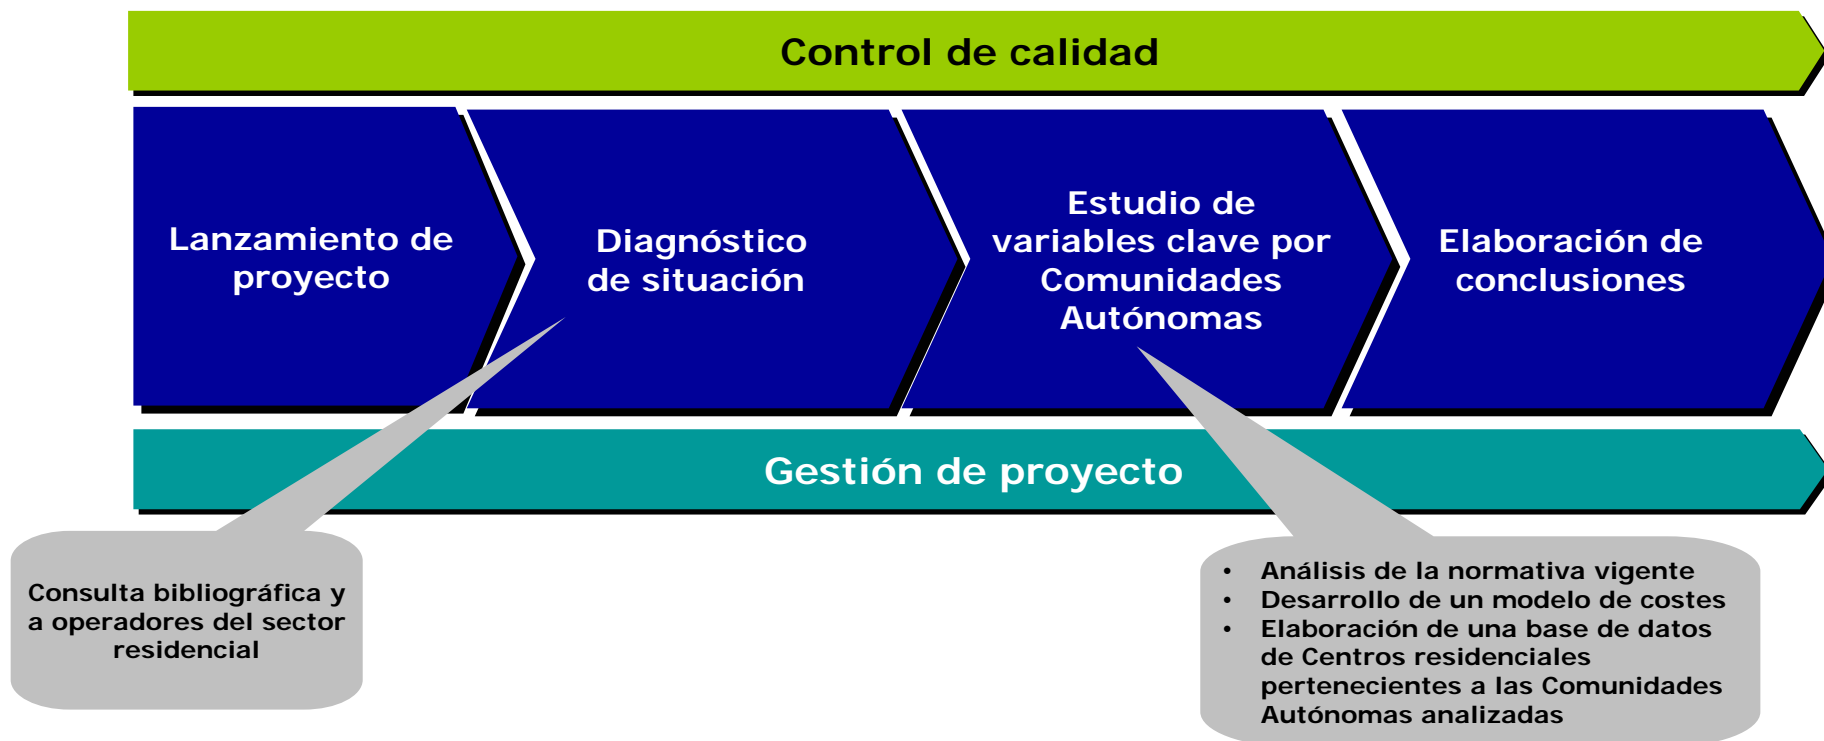 Control de calidad
Lanzamiento de
proyecto
Diagnóstico
de situación
Estudio de
variables clave por
Comunidades
Autónomas
Elaboración de
conclusiones
Gestión de proyecto
Consulta bibliográfica y
a operadores del sector
residencial
• Análisis de la normativa vigente
• Desarrollo de un modelo de costes
• Elaboración de una base de datos
de Centros residenciales
pertenecientes a las Comunidades
Autónomas analizadas